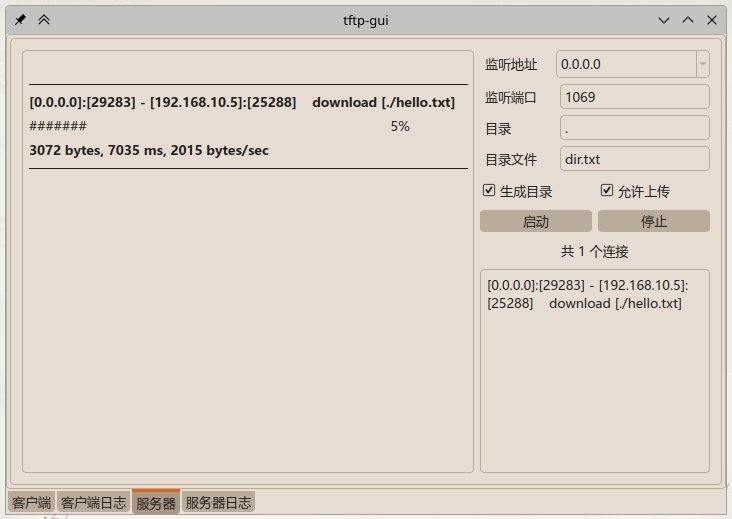 tftp-gui
[0.0.0.0]:[29283] - [192.168.10.5]:[25288] download [./hello.txt]
####### 5%
3072 bytes, 7035 ms, 2015 bytes/sec
监听地址 0.0.0.0
监听端口 1069
目录 .
目录文件 dir.txt
生成目录 允许上传
启动 停止
共 1 个连接
[0.0.0.0]:[29283] - [192.168.10.5]:
[25288] download [./hello.txt]
客户端 客户端日志 服务器 服务器日志